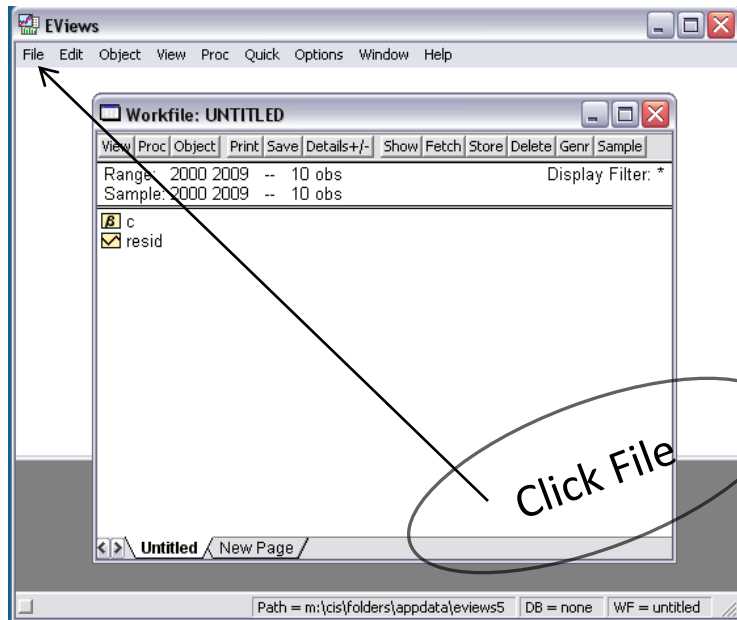 EViews
File Edit Object View Proc Quick Options Window Help
Workfile: UNTITLED
View Proc Object Print Save Details+/- Show Fetch Store Delete Genr Sample
Range: 2000 2009 -- 10 obs Display Filter: *
Sample: 2000 2009 -- 10 obs
β c
resid
Click File
Untitled New Page
Path = m:\cis\folders\appdata\eviews5 DB = none WF = untitled